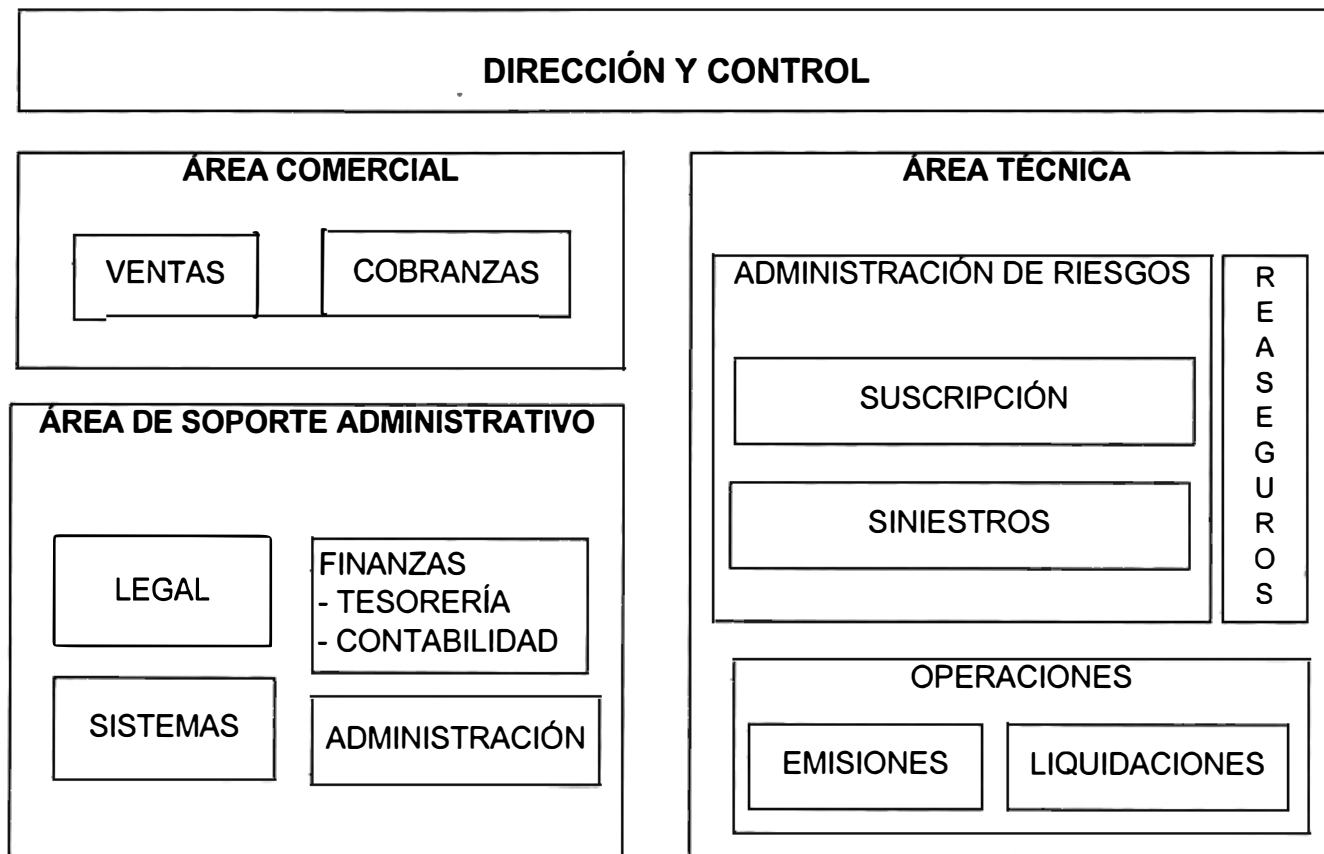 DIRECCIÓN Y CONTROL
ÁREA COMERCIAL
VENTAS
COBRANZAS
ÁREA DE SOPORTE ADMINISTRATIVO
LEGAL
FINANZAS
- TESORERÍA
- CONTABILIDAD
SISTEMAS
ADMINISTRACIÓN
ÁREA TÉCNICA
ADMINISTRACIÓN DE RIESGOS
SUSCRIPCIÓN
SINIESTROS
R
E
A
S
E
G
U
R
O
S
OPERACIONES
EMISIONES
LIQUIDACIONES